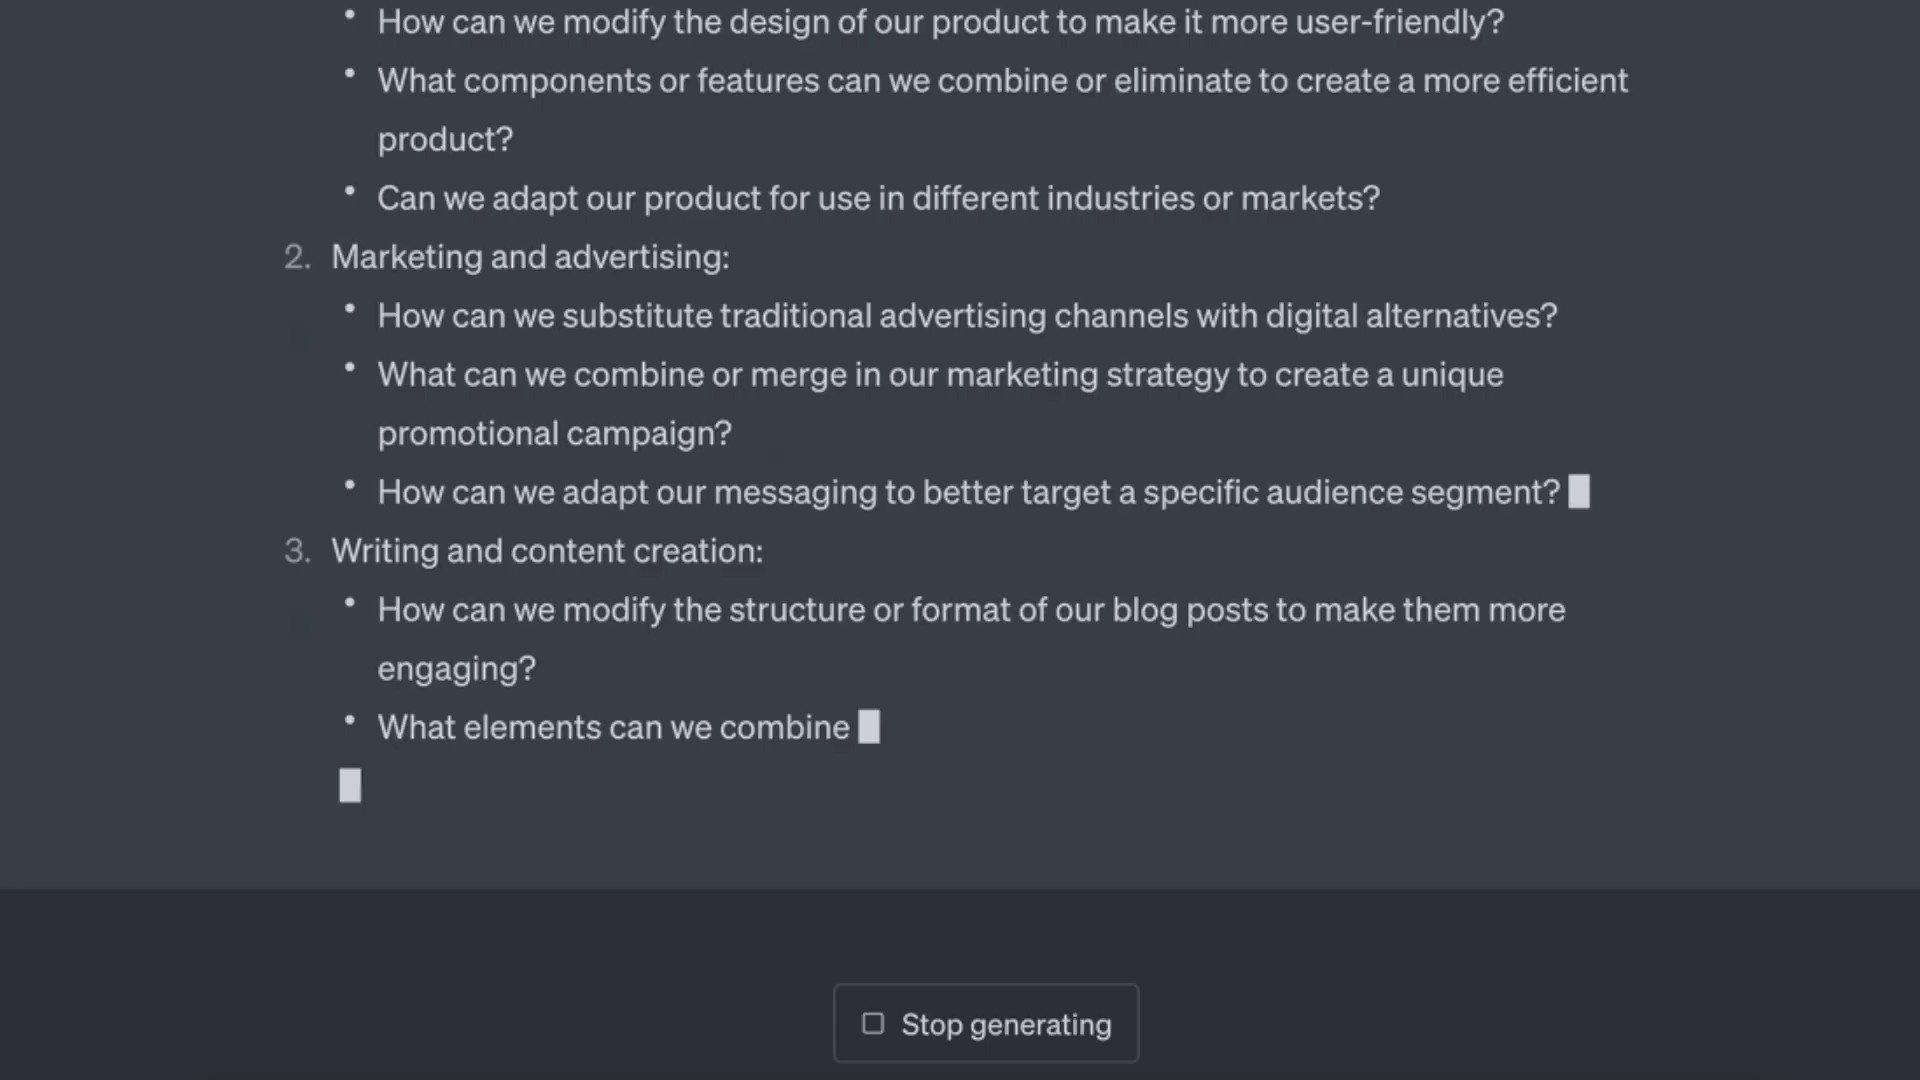 • How can we modify the design of our product to make it more user-friendly?
• What components or features can we combine or eliminate to create a more efficient
product?
• Can we adapt our product for use in different industries or markets?
2. Marketing and advertising:
• How can we substitute traditional advertising channels with digital alternatives?
• What can we combine or merge in our marketing strategy to create a unique
promotional campaign?
• How can we adapt our messaging to better target a specific audience segment?
3. Writing and content creation:
• How can we modify the structure or format of our blog posts to make them more
engaging?
• What elements can we combine
Stop generating